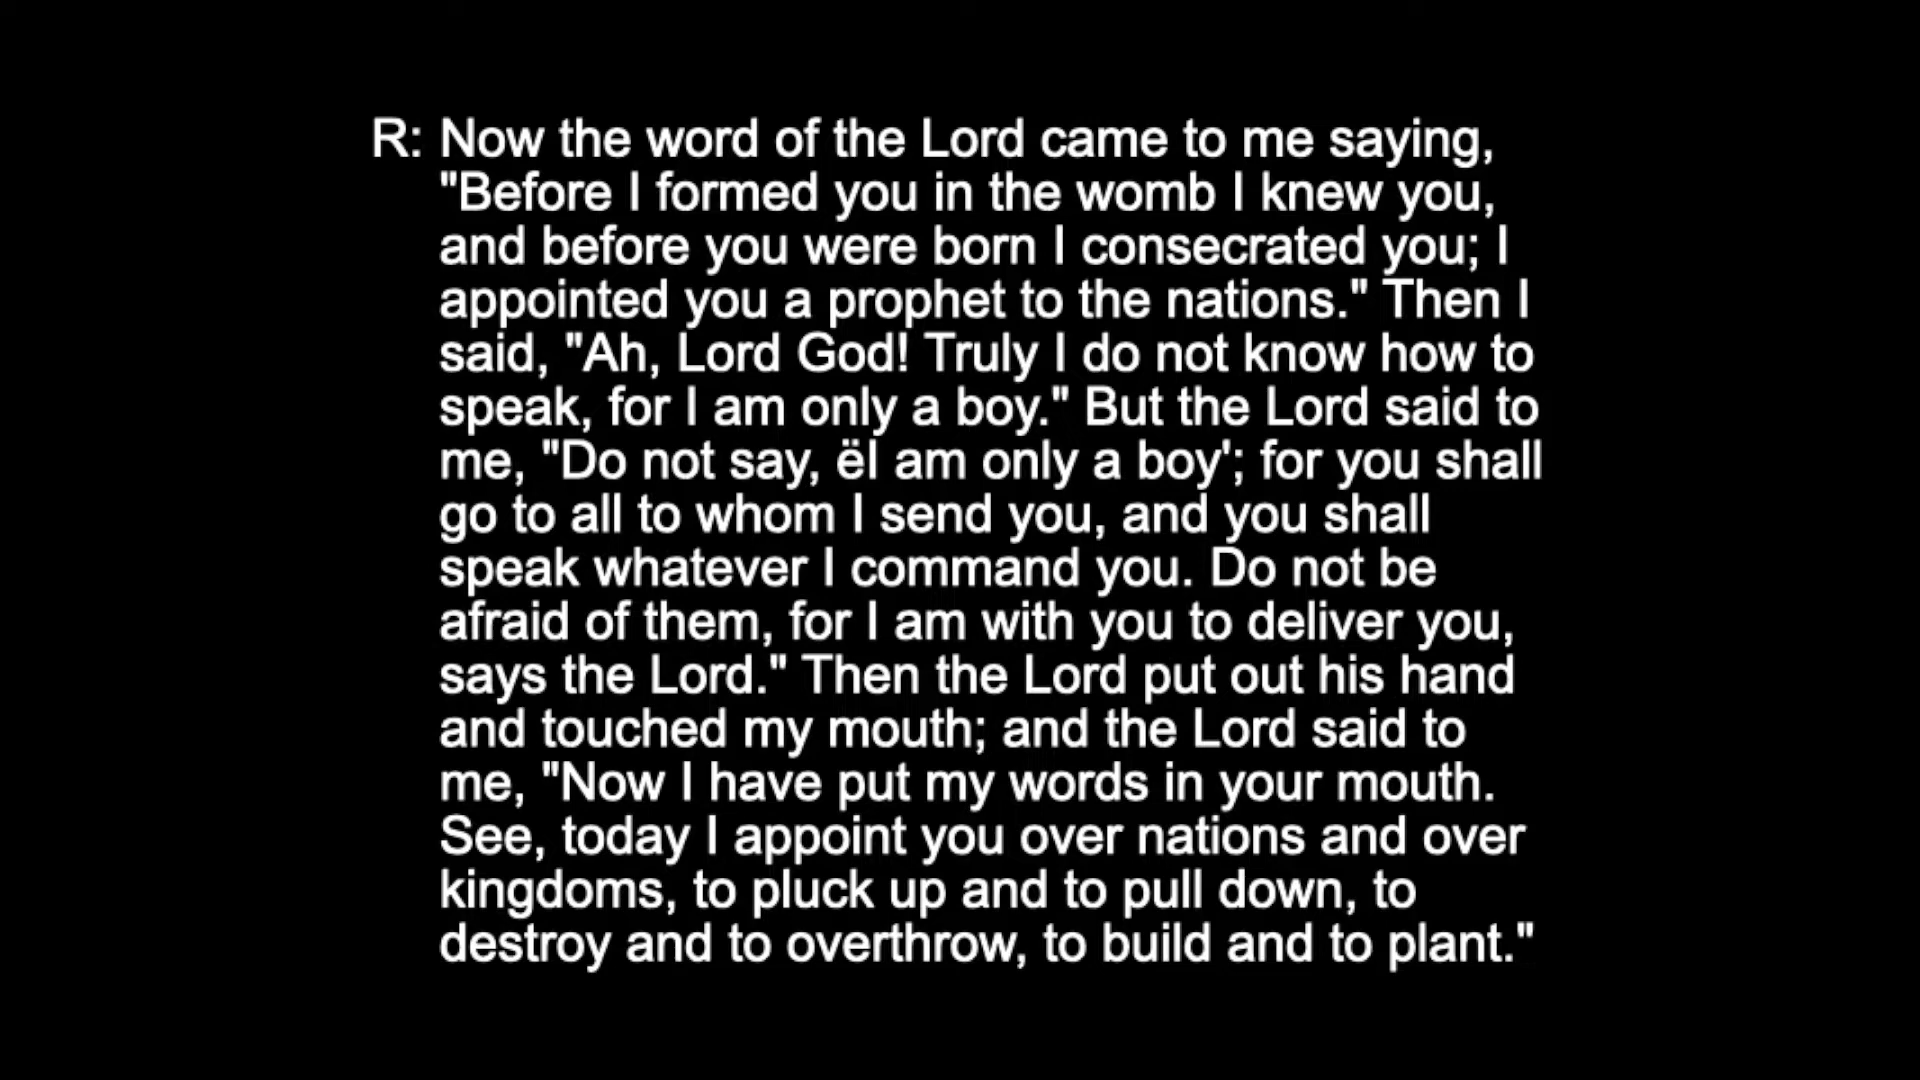 R: Now the word of the Lord came to me saying,
"Before I formed you in the womb I knew you,
and before you were born I consecrated you; I
appointed you a prophet to the nations." Then I
said, "Ah, Lord God! Truly I do not know how to
speak, for I am only a boy." But the Lord said to
me, "Do not say, ëI am only a boy'; for you shall
go to all to whom I send you, and you shall
speak whatever I command you. Do not be
afraid of them, for I am with you to deliver you,
says the Lord." Then the Lord put out his hand
and touched my mouth; and the Lord said to
me, "Now I have put my words in your mouth.
See, today I appoint you over nations and over
kingdoms, to pluck up and to pull down, to
destroy and to overthrow, to build and to plant."